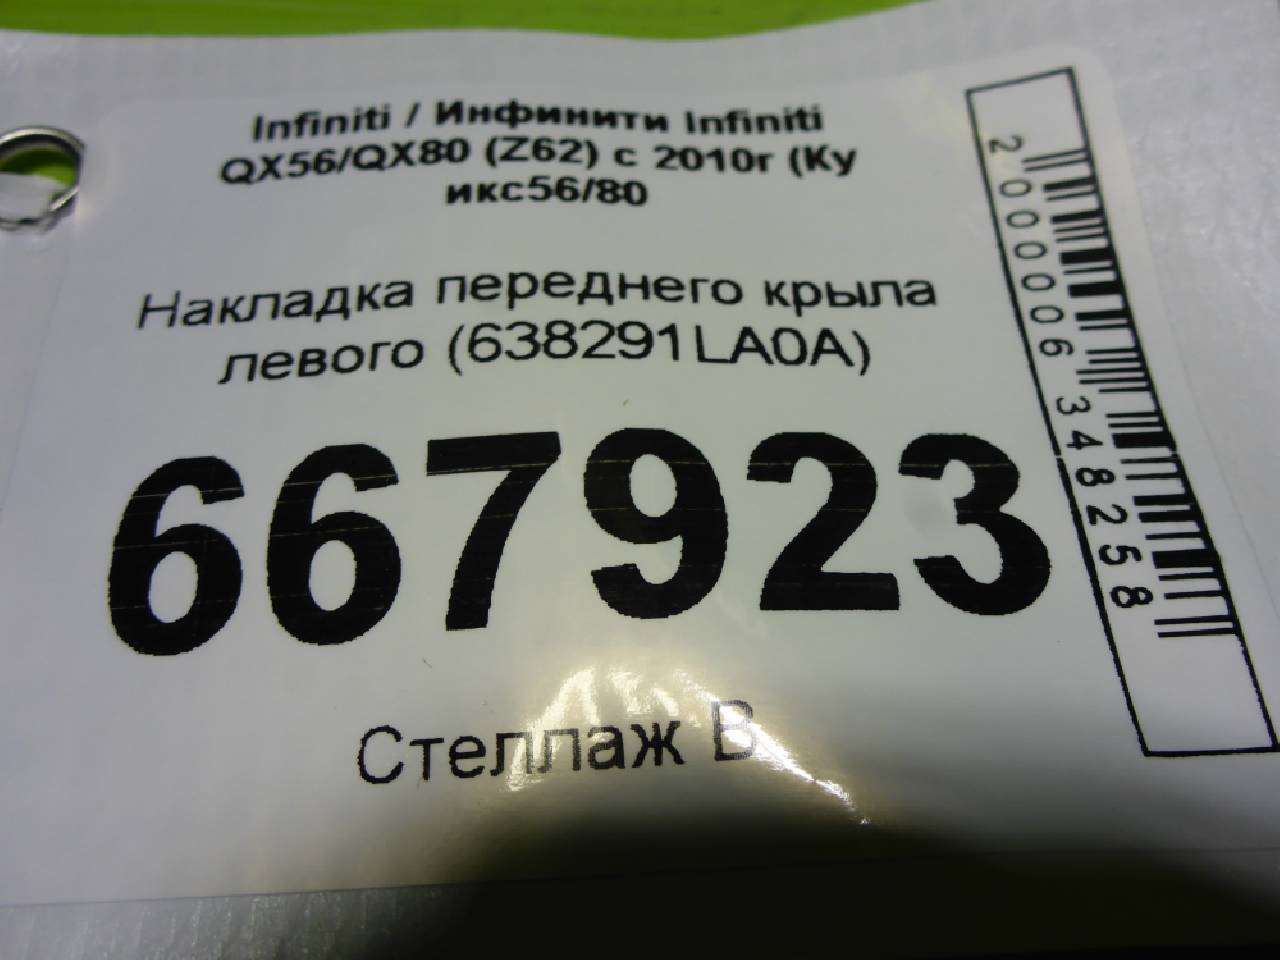 Infiniti / Инфинити Infiniti
QX56/QX80 (Z62) с 2010г (Ку
икс56/80
Накладка переднего крыла
левого (638291LA0A)
667923
Стеллаж В
2000006348258